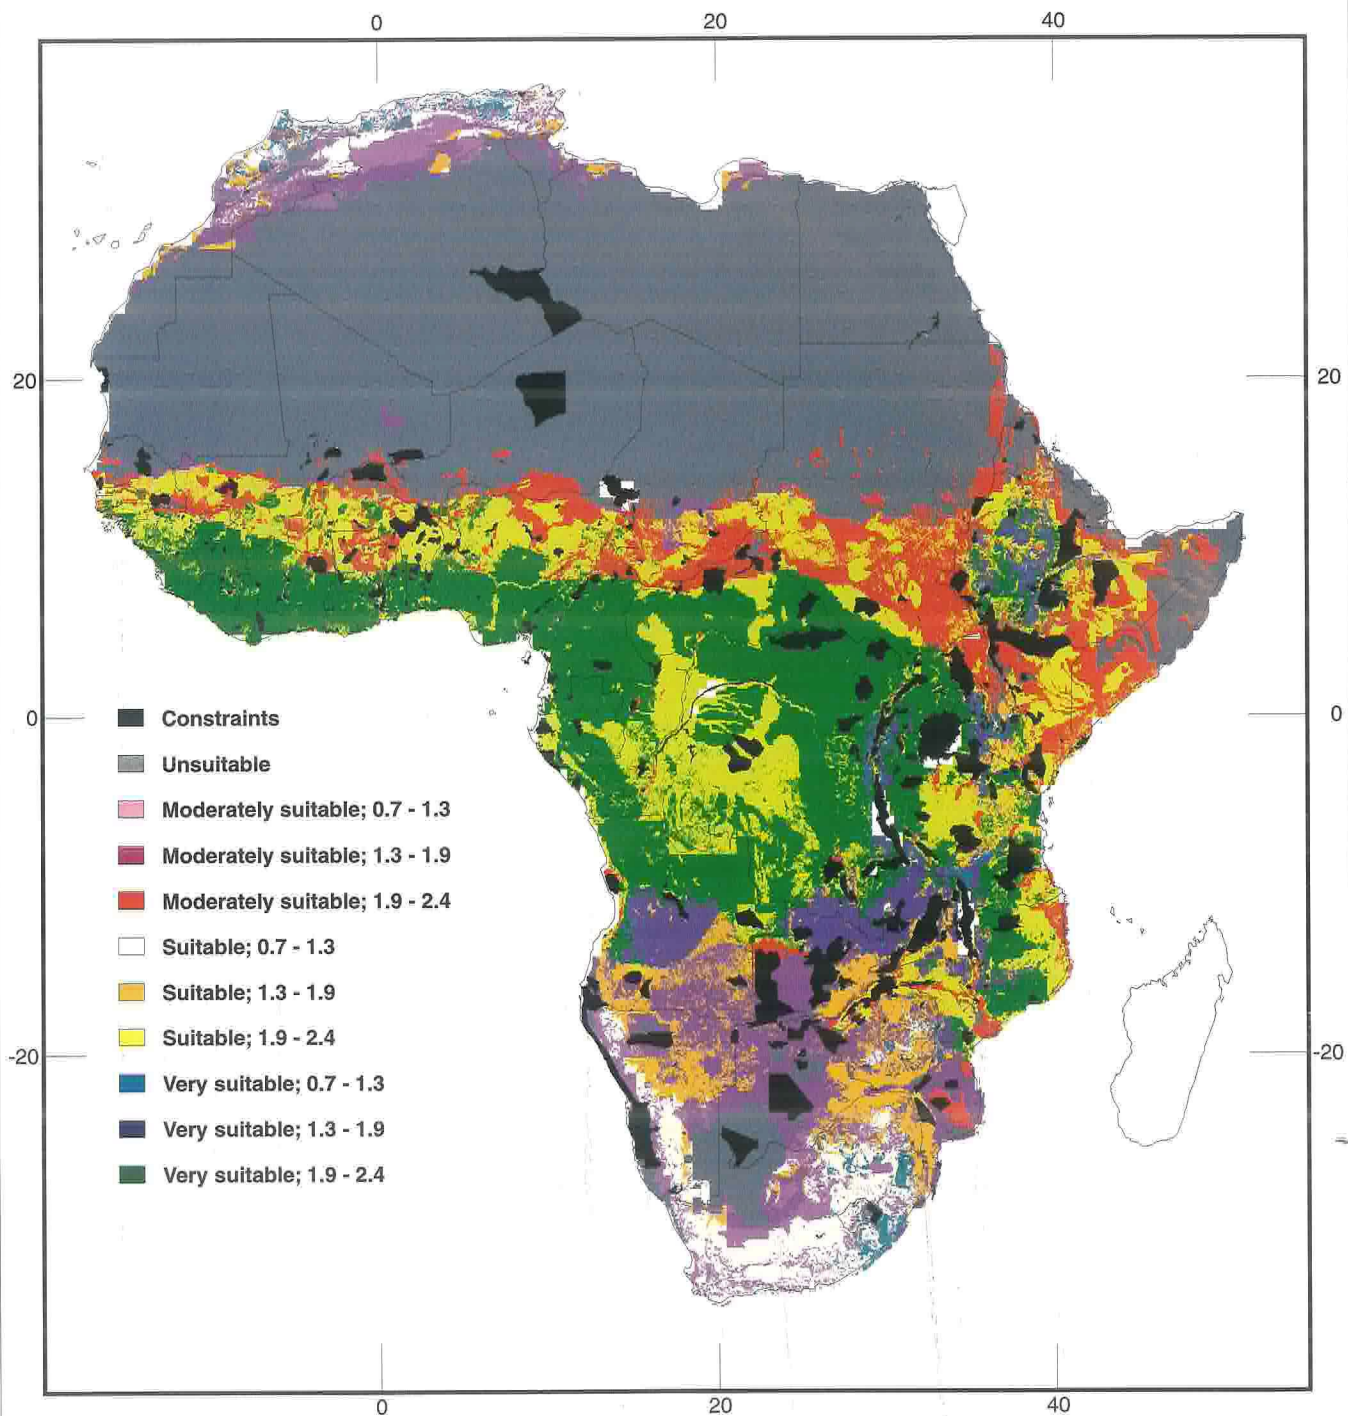 0 20 40
20 20
Constraints
0 0
Unsuitable
Moderately suitable; 0.7 - 1.3
Moderately suitable; 1.3 - 1.9
Moderately suitable; 1.9 - 2.4
Suitable; 0.7 - 1.3
Suitable; 1.3 - 1.9
Suitable; 1.9 - 2.4
-20 -20
Very suitable; 0.7 - 1.3
Very suitable; 1.3 - 1.9
Very suitable; 1.9 - 2.4
0 20 40